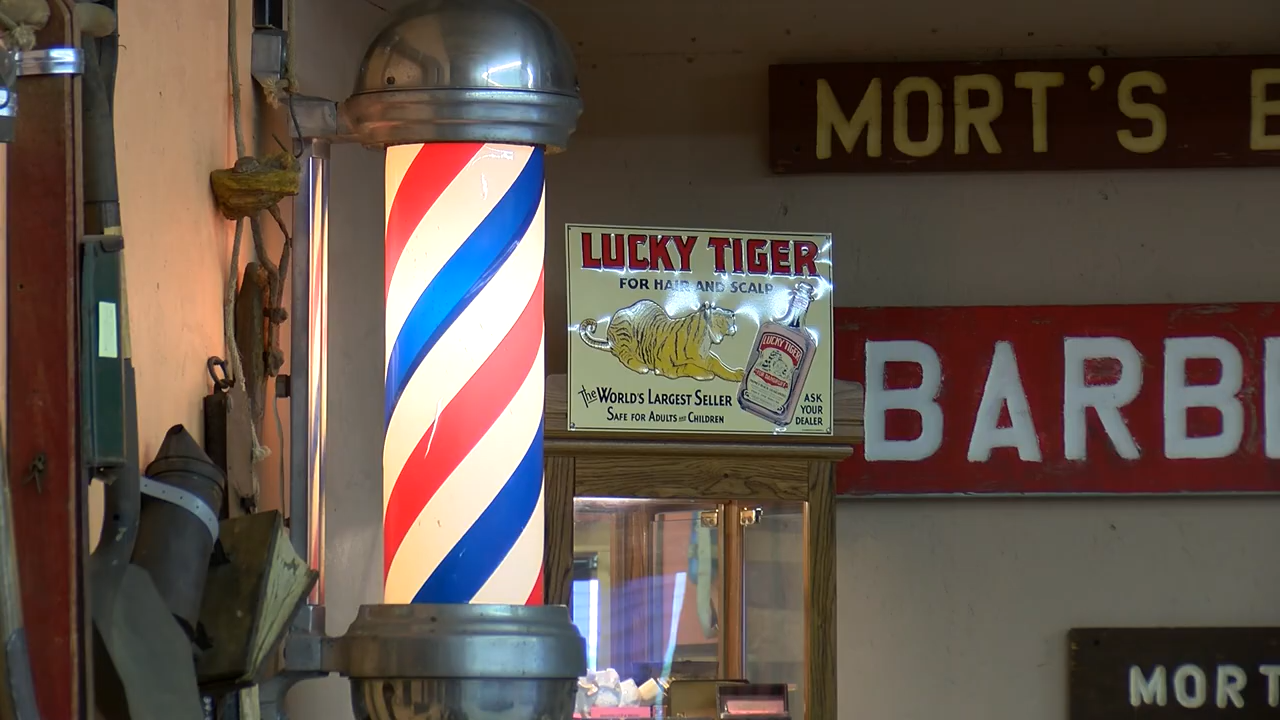 MORT'S B
LUCKY TIGER
FOR HAIR AND SCALP
LUCKY TIGER
The WORLD'S LARGEST SELLER
SAFE FOR ADULTS AND CHILDREN
ASK
YOUR
DEALER
BARBE
MORT